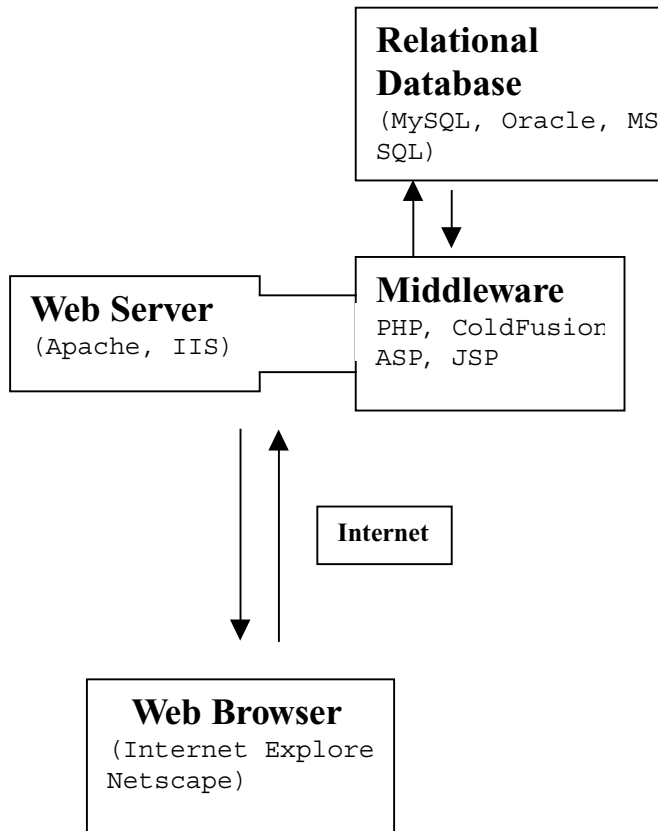 Relational
Database
(MySQL, Oracle, MS
SQL)
Web Server
(Apache, IIS)
Middleware
PHP, ColdFusion
ASP, JSP
Internet
Web Browser
(Internet Explore
Netscape)